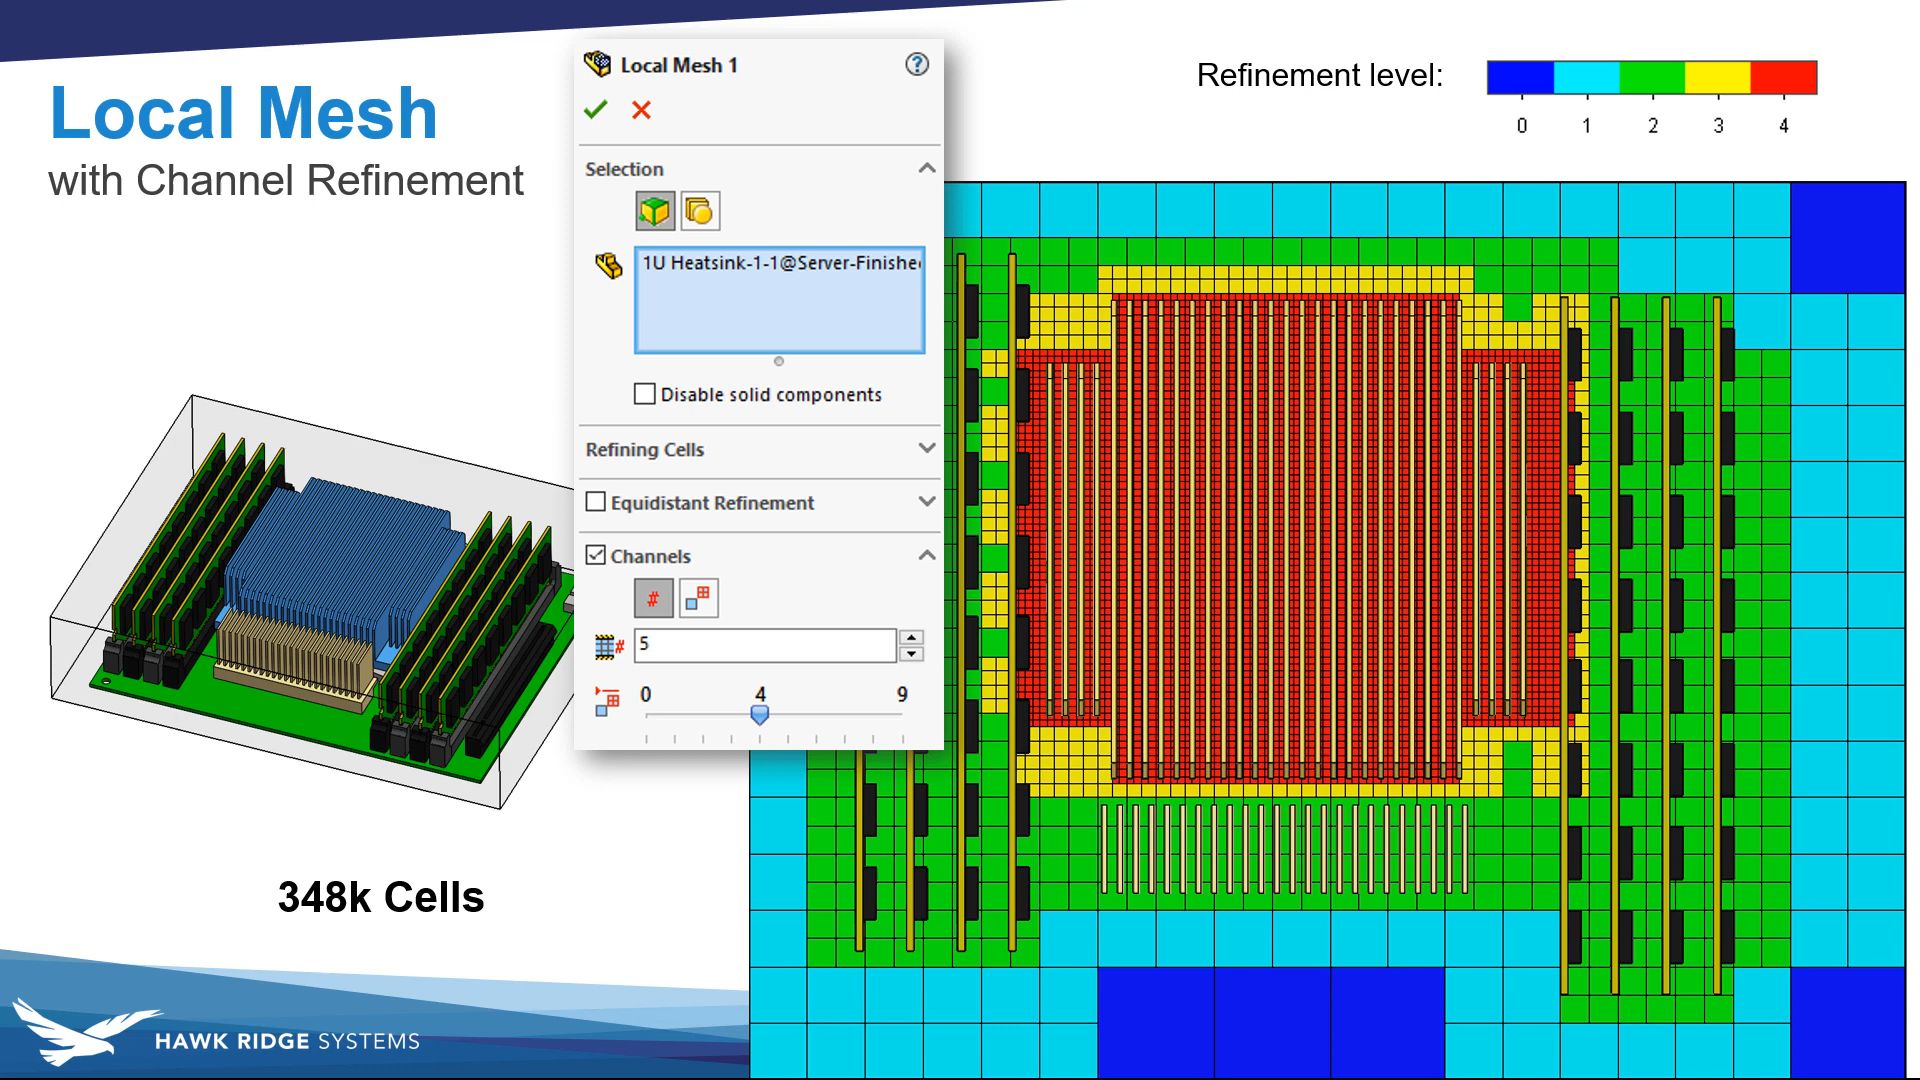 Local Mesh
with Channel Refinement
Local Mesh 1
?
Selection
1U Heatsink-1-1@Server-Finishe
Disable solid components
Refining Cells
Equidistant Refinement
Channels
#
# 5
0 4 9
Refinement level:
0 1 2 3 4
348k Cells
HAWK RIDGE SYSTEMS